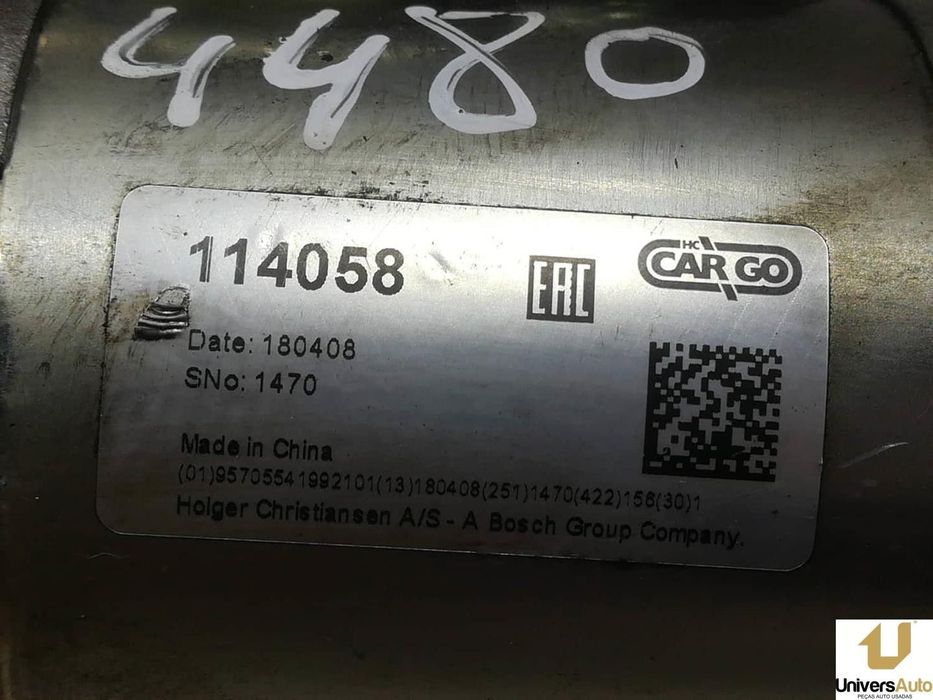 4480
114058
EAC
HC
CARGO
Date: 180408
SNo: 1470
Made in China
(01)95705541992101(13)180408(251)1470(422)156(30)1
Holger Christiansen A/S - A Bosch Group Company.
UniversAuto
PEÇAS AUTO USADAS